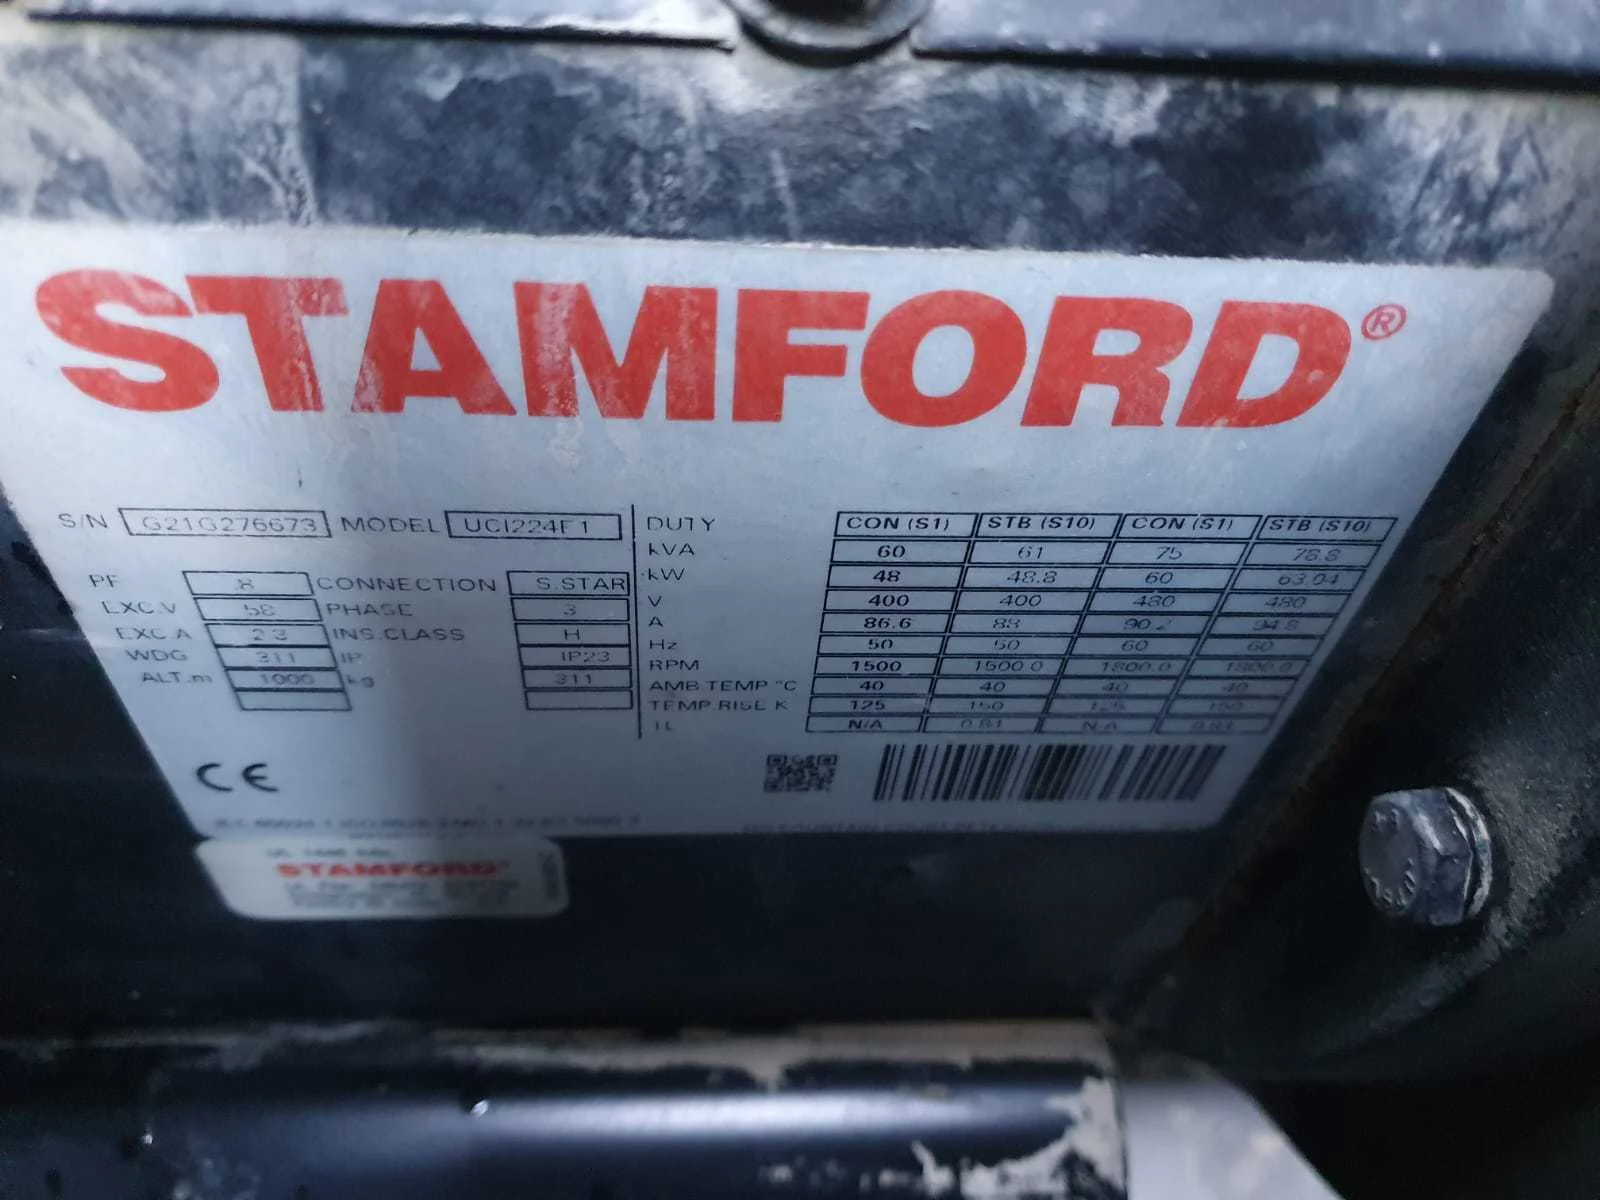 STAMFORD®
S/N G21G276673 MODEL UCI224F1
PF .8 CONNECTION S.STAR
EXC.V 58 PHASE 3
EXC A 2.3 INS.CLASS H
WDG 311 IP IP23
ALT.m 1000 kg 311
DUTY CON (S1) STB (S10) CON (S1) STB (S10)
kVA 60 61 75 78.8
kW 48 48.8 60 63.04
V 400 400 480 480
A 86.6 88 90.2 94.8
Hz 50 50 60 60
RPM 1500 1500.0 1800.0 1800.0
AMB.TEMP °C 40 40 40 40
TEMP.RISE K 125 150 125 150
TL N/A 0.81 N/A
CE
STAMFORD